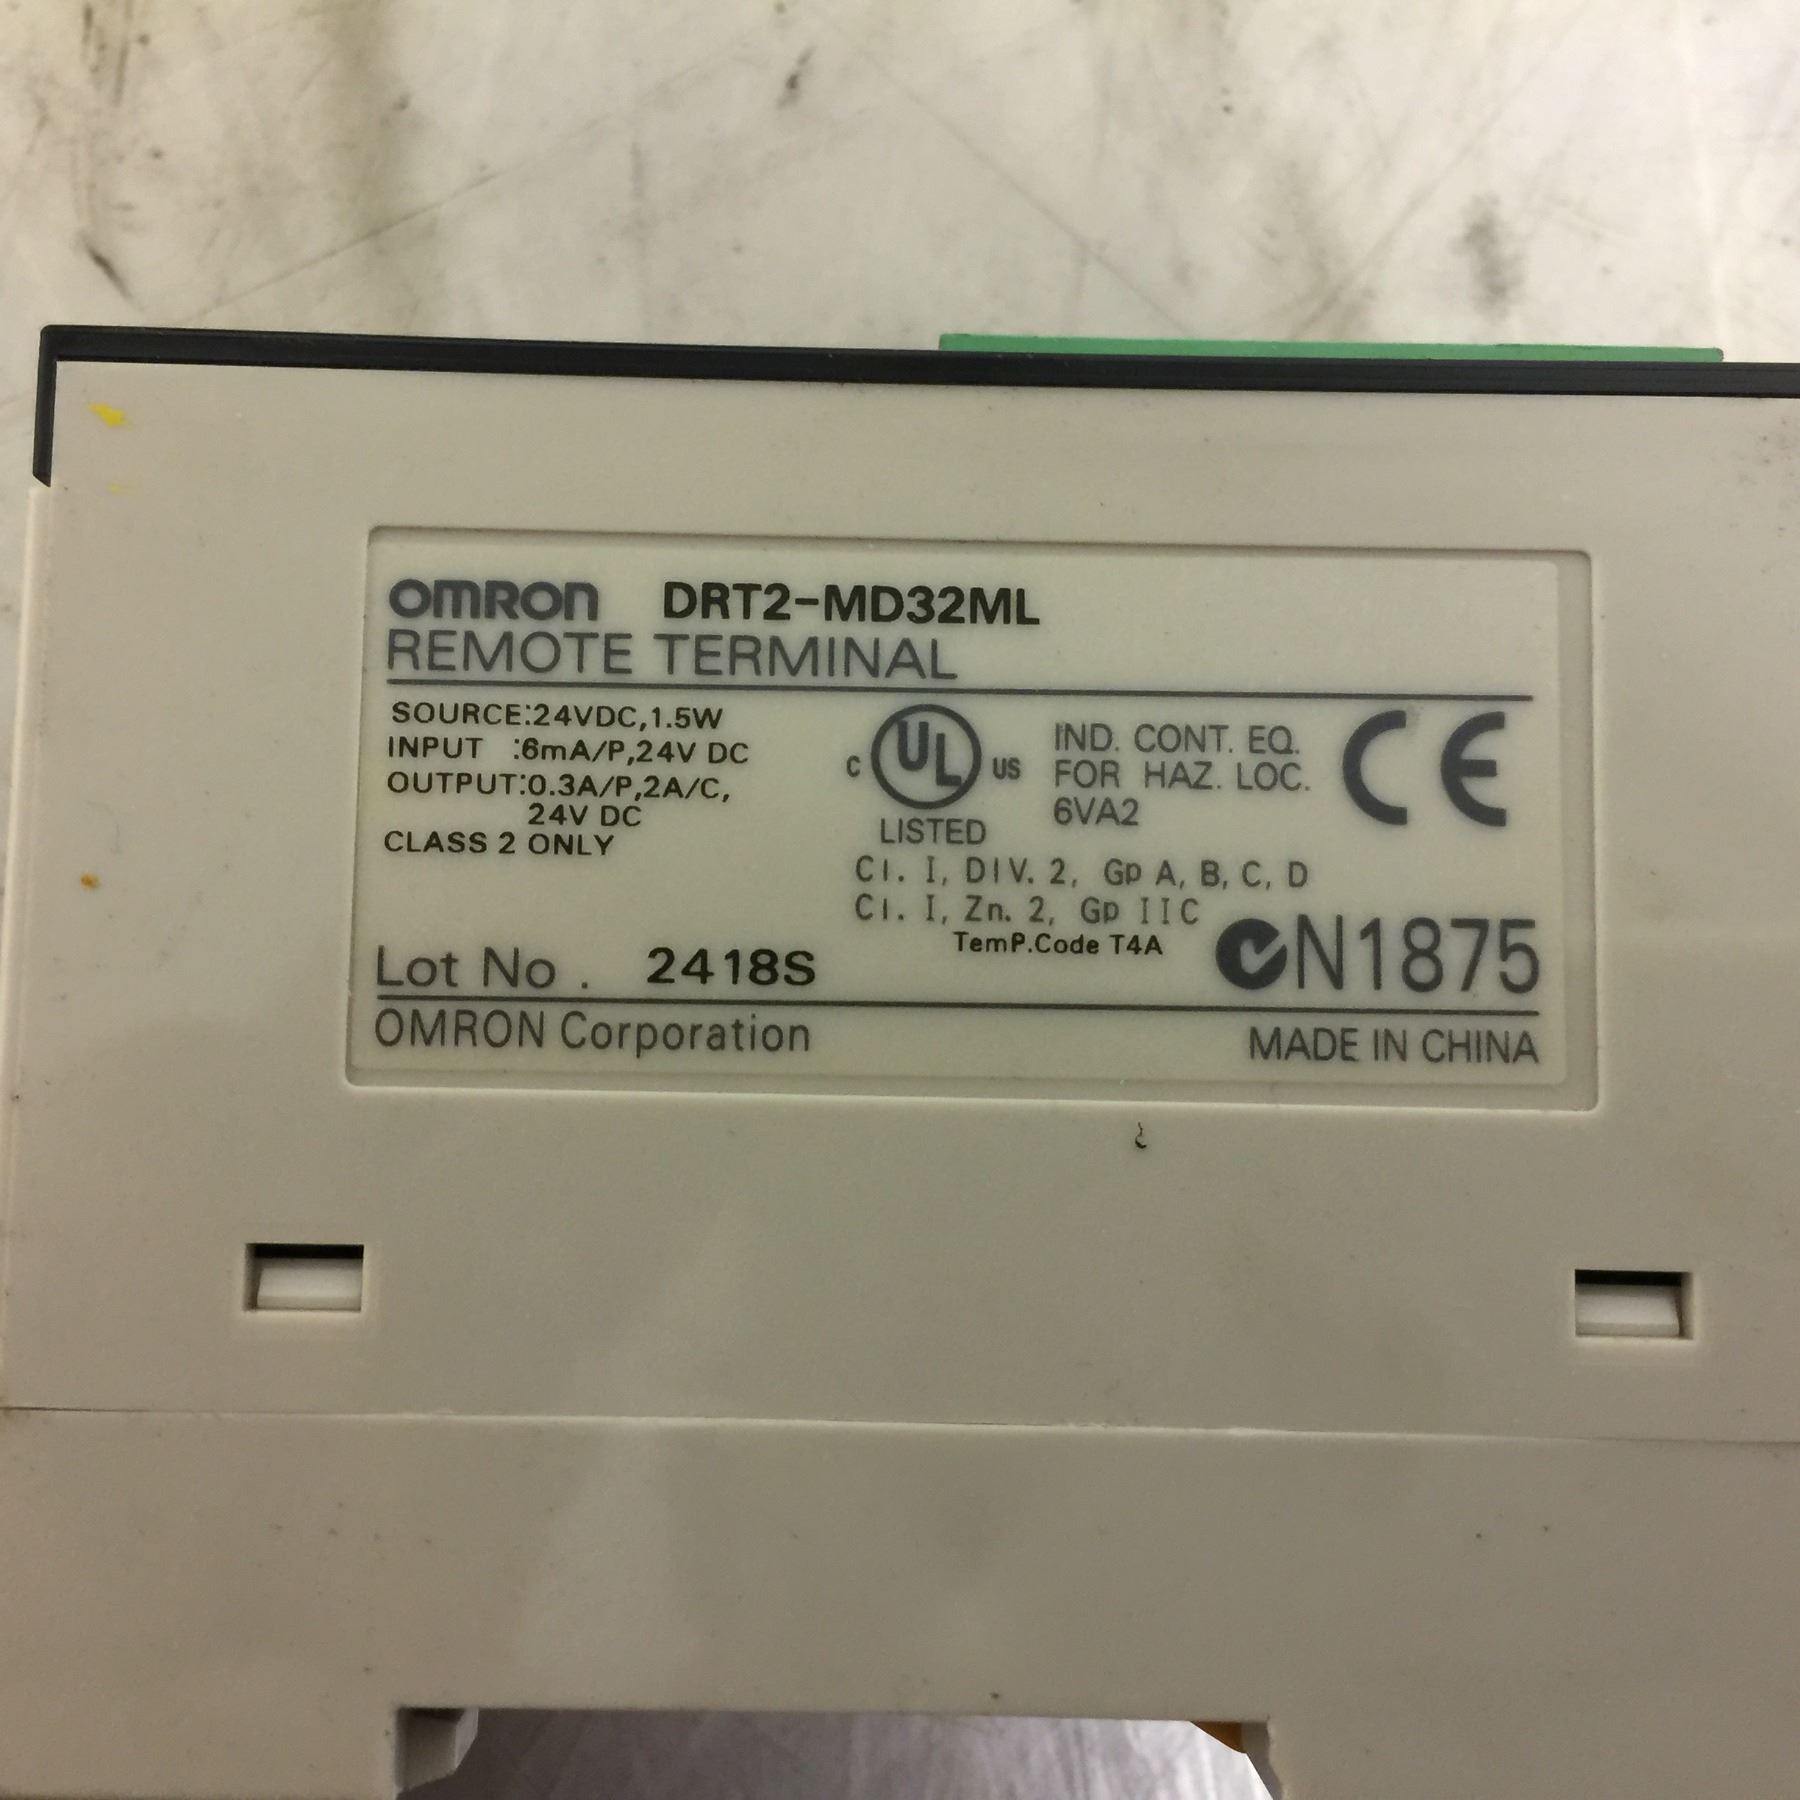 OMRON DRT2-MD32ML
REMOTE TERMINAL
SOURCE:24VDC,1.5W
INPUT :6mA/P,24V DC
OUTPUT:0.3A/P,2A/C,
24V DC
CLASS 2 ONLY
C UL US
LISTED
IND. CONT. EQ.
FOR HAZ. LOC.
6VA2
CE
Cl. I, DIV. 2, Gp A, B, C, D
Cl. I, Zn. 2, Gp IIC
TemP.Code T4A
N1875
Lot No. 2418S
OMRON Corporation
MADE IN CHINA